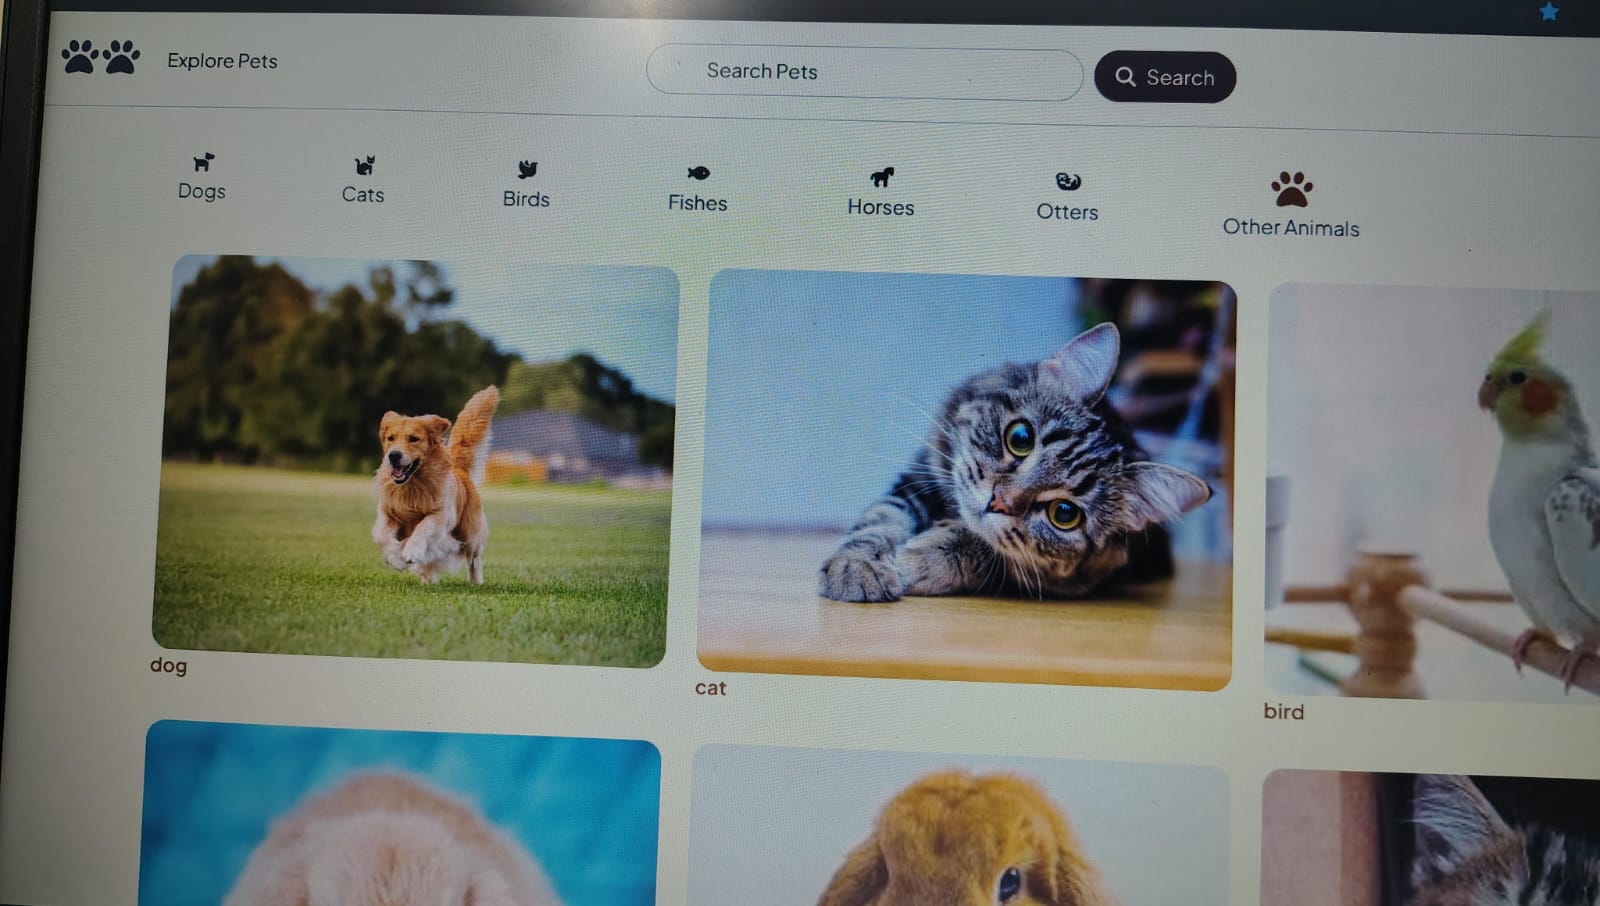 Explore Pets
Search Pets
Search
Dogs
Cats
Birds
Fishes
Horses
Otters
Other Animals
dog
cat
bird